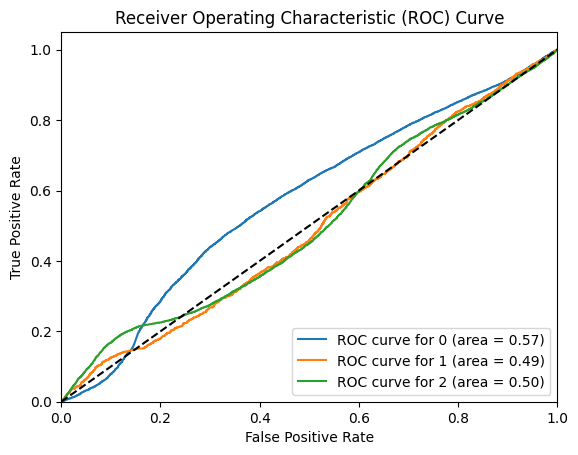 Receiver Operating Characteristic (ROC) Curve
True Positive Rate
1.0
0.8
0.6
0.4
0.2
0.0
ROC curve for 0 (area = 0.57)
ROC curve for 1 (area = 0.49)
ROC curve for 2 (area = 0.50)
0.0 0.2 0.4 0.6 0.8 1.0
False Positive Rate